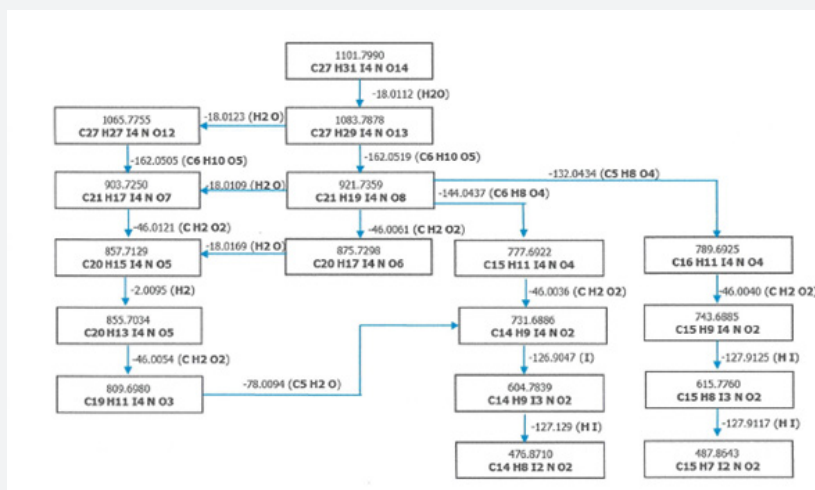 1101.7990
C27 H31 I4 N O14
-18.0112 (H2O)
1065.7755
C27 H27 I4 N O12
-18.0123 (H2 O)
1083.7878
C27 H29 I4 N O13
-162.0505 (C6 H10 O5)
-162.0519 (C6 H10 O5)
-132.0434 (C5 H8 O4)
903.7250
C21 H17 I4 N O7
-18.0109 (H2 O)
921.7359
C21 H19 I4 N O8
-144.0437 (C6 H8 O4)
-46.0121 (C H2 O2)
-46.0061 (C H2 O2)
857.7129
C20 H15 I4 N O5
-18.0169 (H2 O)
875.7298
C20 H17 I4 N O6
777.6922
C15 H11 I4 N O4
789.6925
C16 H11 I4 N O4
-2.0095 (H2)
-46.0036 (C H2 O2)
-46.0040 (C H2 O2)
855.7034
C20 H13 I4 N O5
731.6886
C14 H9 I4 N O2
743.6885
C15 H9 I4 N O2
-46.0054 (C H2 O2)
-126.9047 (I)
-127.9125 (H I)
809.6980
C19 H11 I4 N O3
-78.0094 (C5 H2 O)
604.7839
C14 H9 I3 N O2
615.7760
C15 H8 I3 N O2
-127.129 (H I)
-127.9117 (H I)
476.8710
C14 H8 I2 N O2
487.8643
C15 H7 I2 N O2